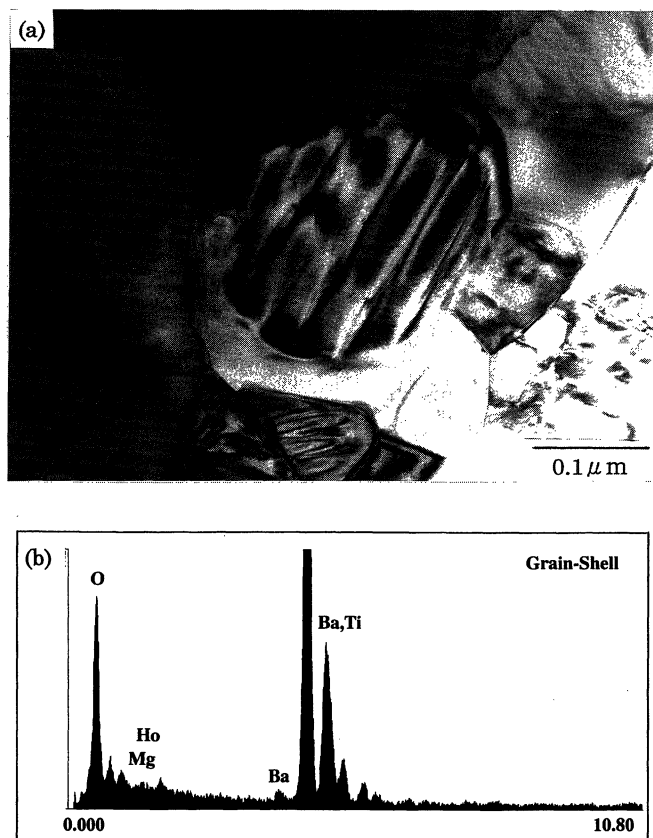 (a)
0.1 μm
(b)
Grain-Shell
O
Ba,Ti
Ho
Mg
Ba
0.000
10.80